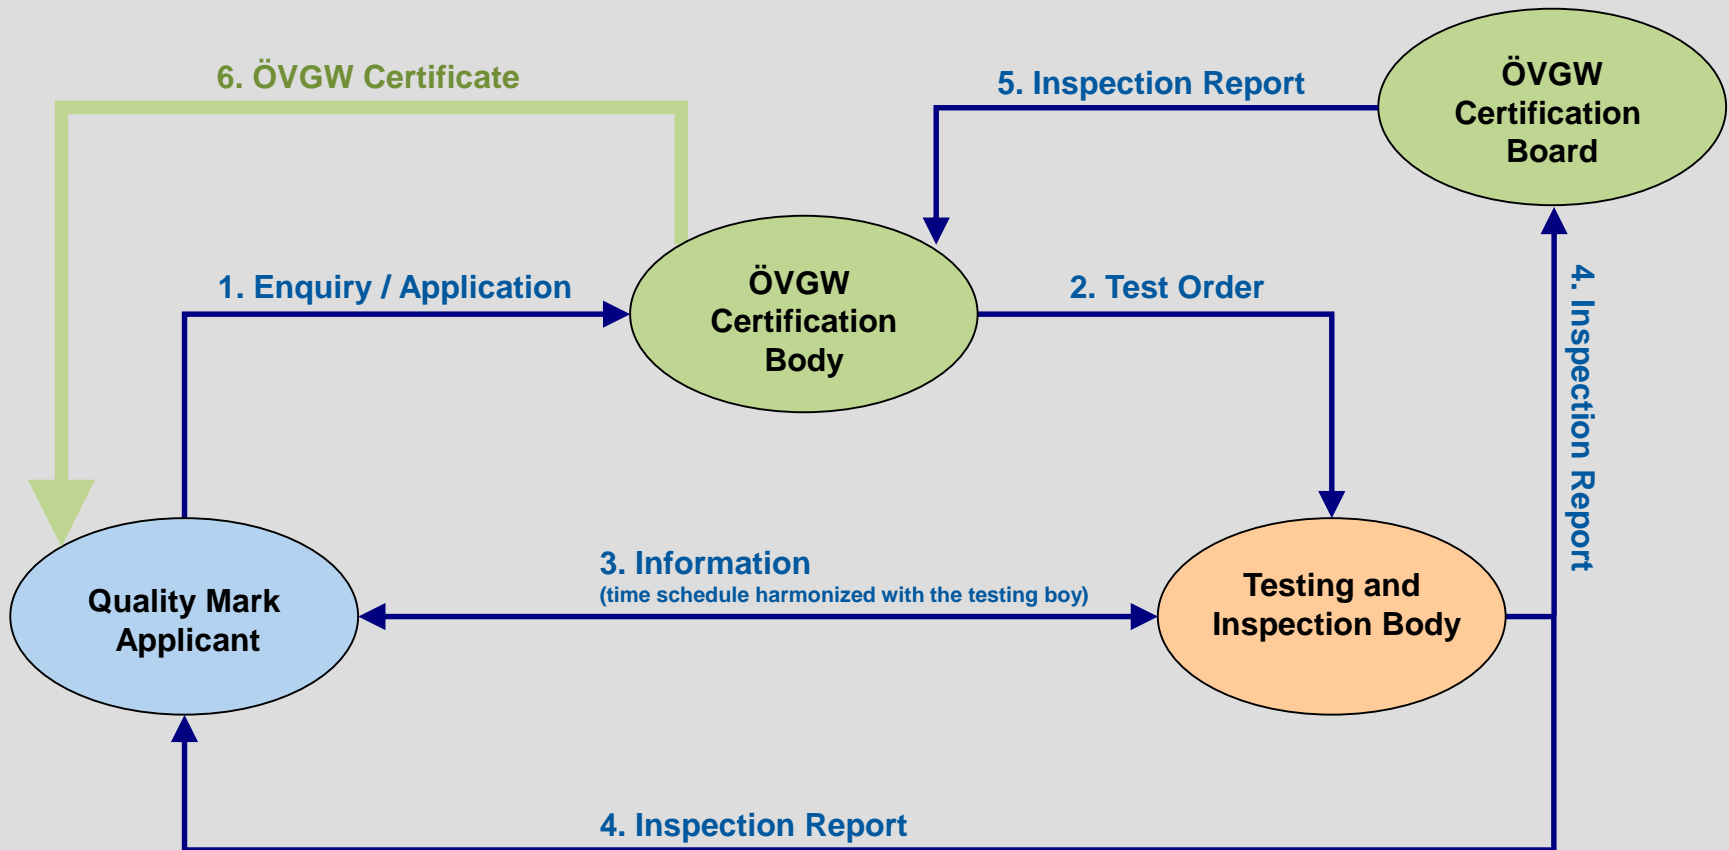 6. ÖVGW Certificate
5. Inspection Report
ÖVGW
Certification
Board
1. Enquiry / Application
ÖVGW
Certification
Body
2. Test Order
4. Inspection Report
Quality Mark
Applicant
3. Information
(time schedule harmonized with the testing boy)
Testing and
Inspection Body
4. Inspection Report